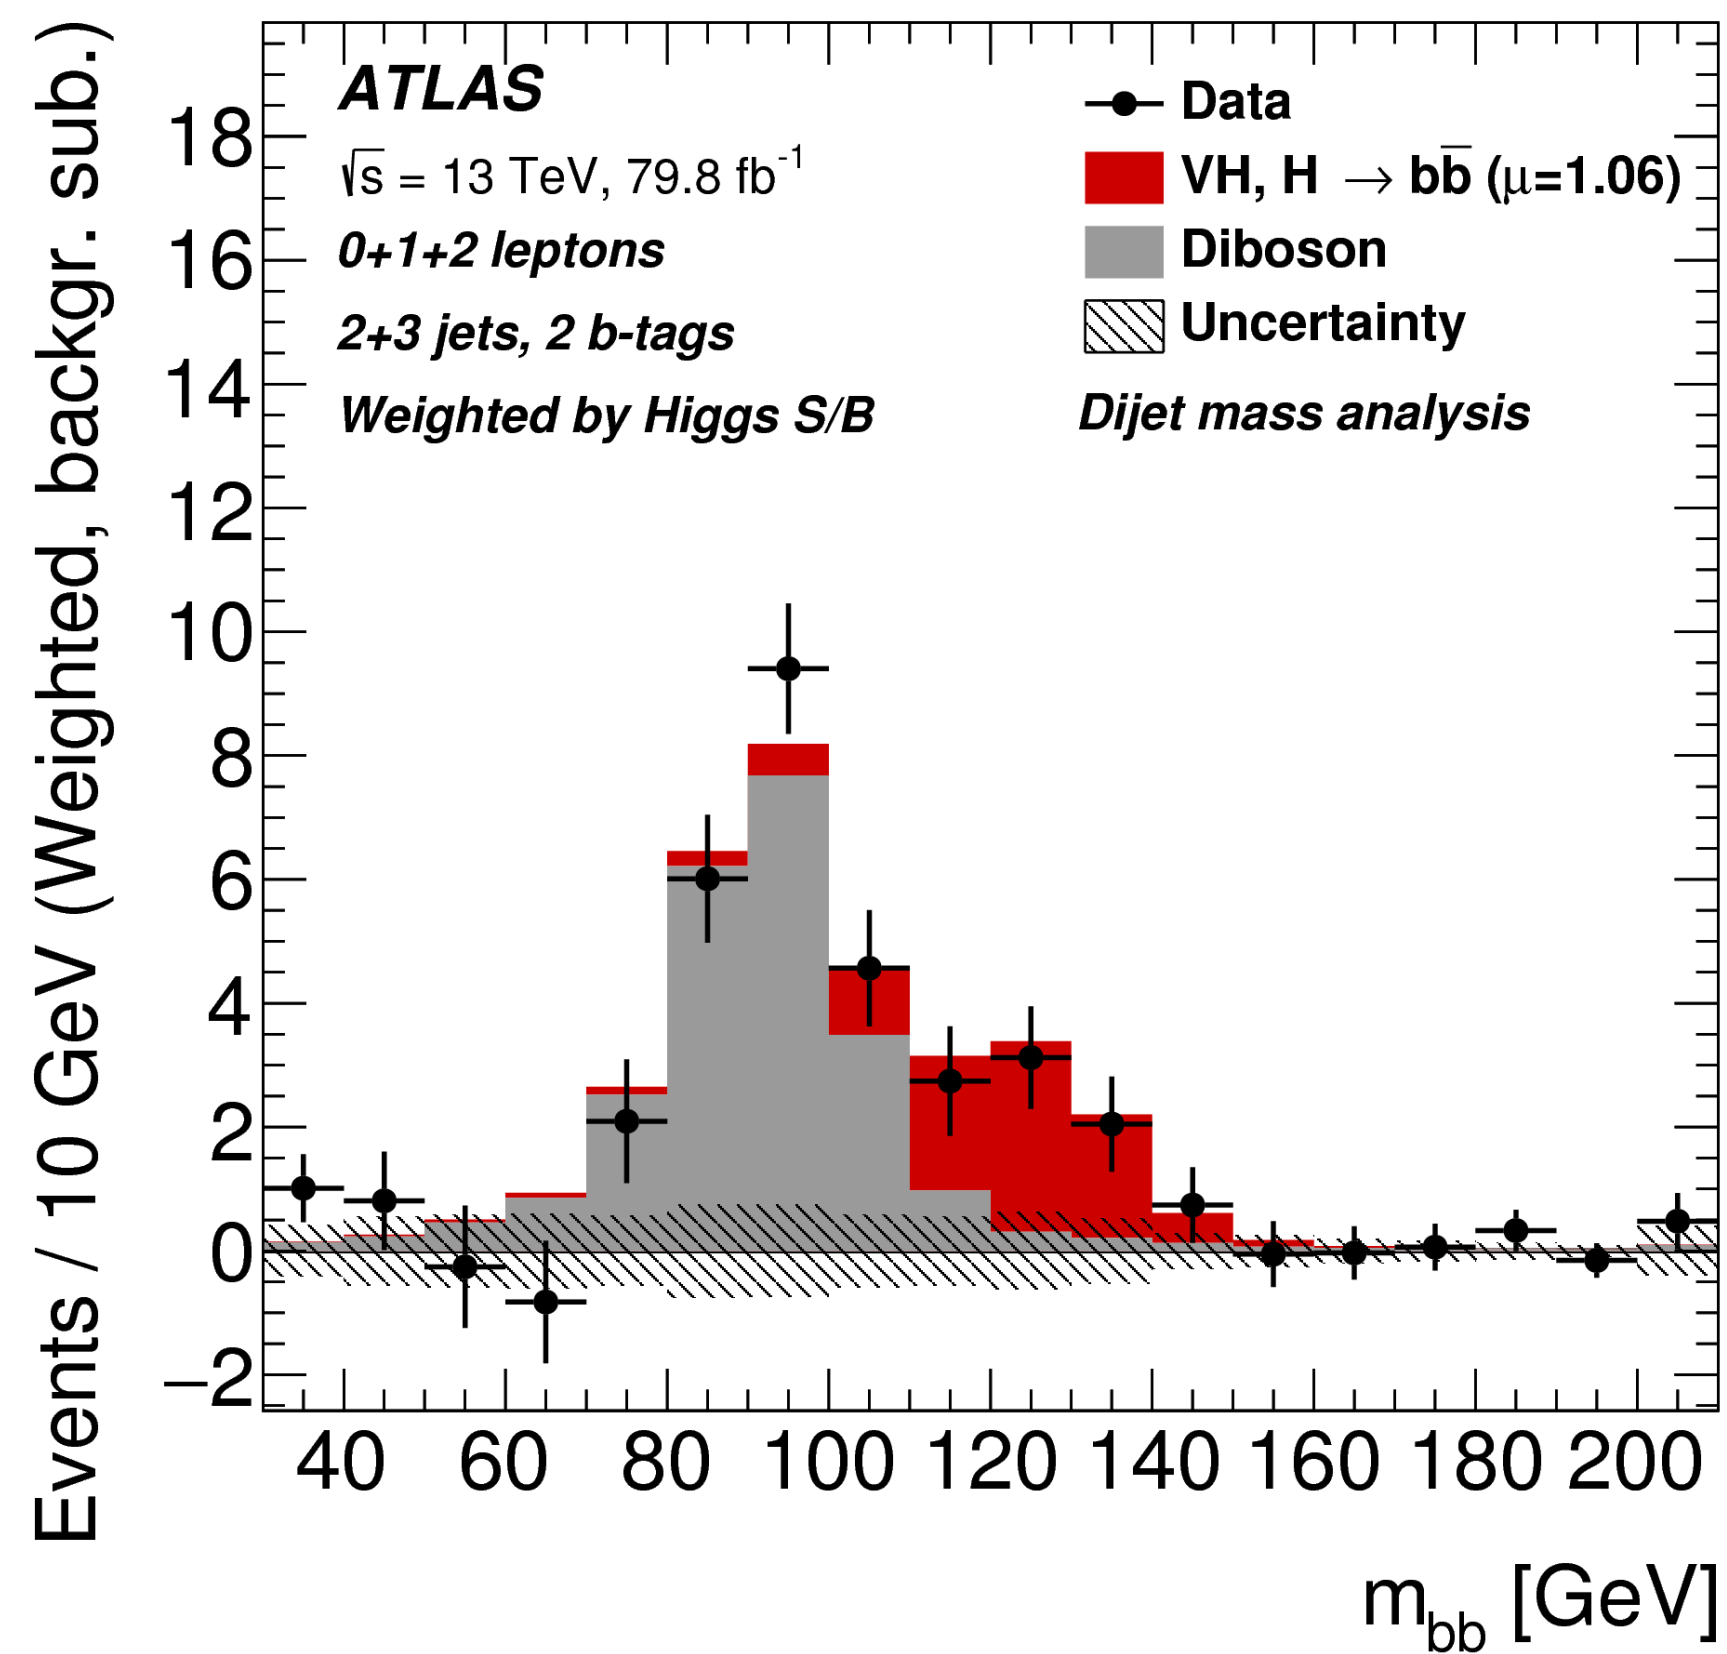 Events / 10 GeV (Weighted, backgr. sub.)
ATLAS
√s = 13 TeV, 79.8 fb⁻¹
0+1+2 leptons
2+3 jets, 2 b-tags
Weighted by Higgs S/B
Data
VH, H → bb̅ (μ=1.06)
Diboson
Uncertainty
Dijet mass analysis
18
16
14
12
10
8
6
4
2
0
−2
40 60 80 100 120 140 160 180 200
m_bb [GeV]